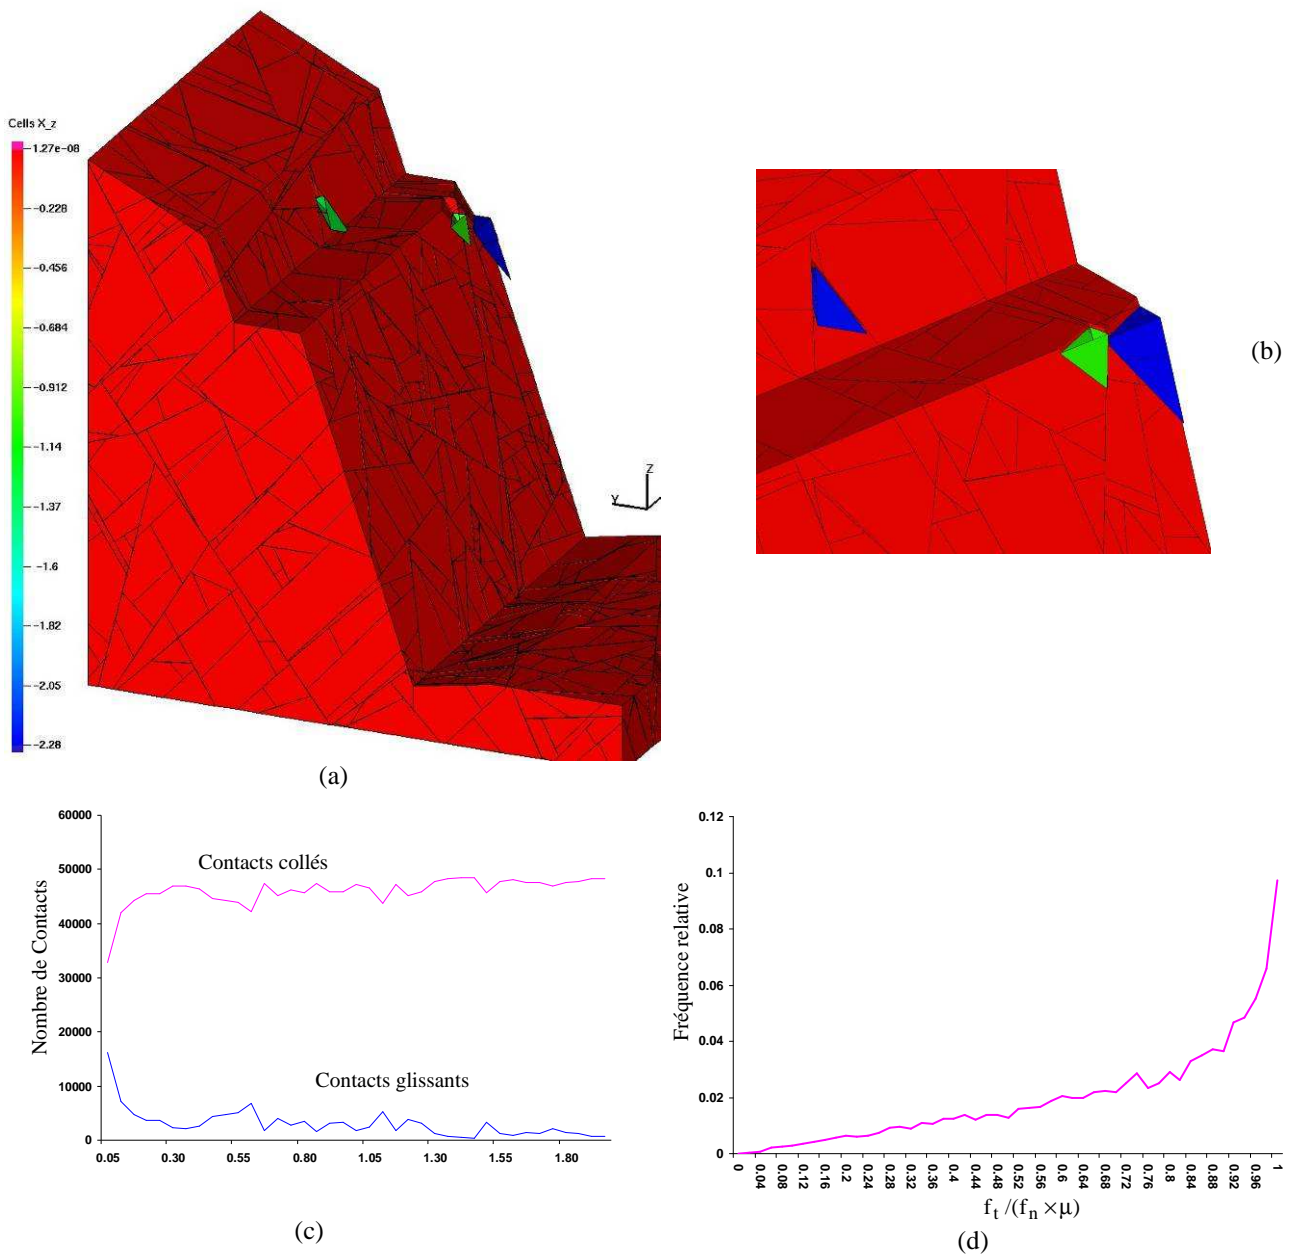 Cells X_z
1.27e-08
-0.228
-0.456
-0.684
-0.912
-1.14
-1.37
-1.6
-1.82
-2.05
-2.28
Z
Y
(a)
(b)
60000
50000
40000
30000
20000
10000
0
Nombre de Contacts
Contacts collés
Contacts glissants
0.05 0.30 0.55 0.80 1.05 1.30 1.55 1.80
(c)
0.12
0.1
0.08
0.06
0.04
0.02
0
Fréquence relative
0 0.04 0.08 0.12 0.16 0.2 0.24 0.28 0.32 0.36 0.4 0.44 0.48 0.52 0.56 0.6 0.64 0.68 0.72 0.76 0.8 0.84 0.88 0.92 0.96 1
f_t /(f_n ×μ)
(d)